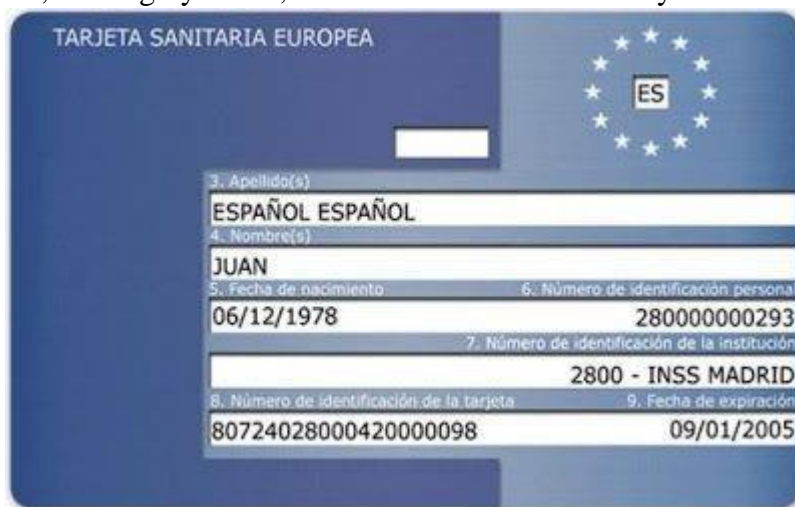 TARJETA SANITARIA EUROPEA
ES
3. Apellido(s)
ESPAÑOL ESPAÑOL
4. Nombre(s)
JUAN
5. Fecha de nacimiento 6. Número de identificación personal
06/12/1978 280000000293
7. Número de identificación de la institución
2800 - INSS MADRID
8. Número de identificación de la tarjeta 9. Fecha de expiración
80724028000420000098 09/01/2005